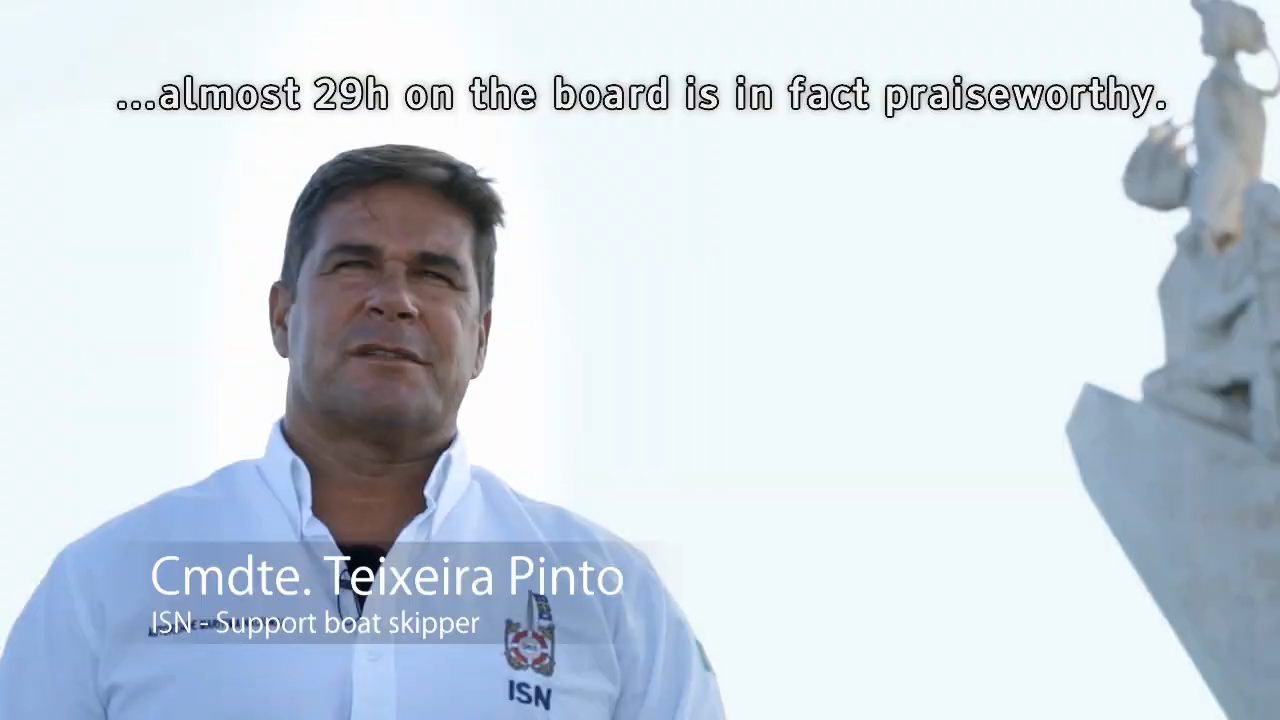 ...almost 29h on the board is in fact praiseworthy.
Cmdte. Teixeira Pinto
ISN - Support boat skipper
ISN